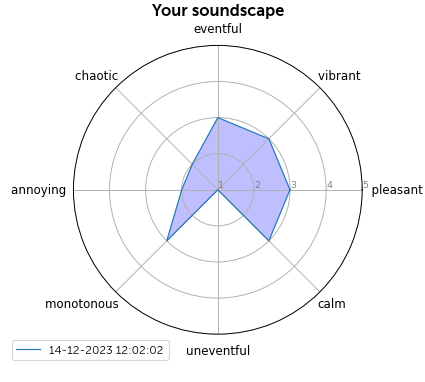 Your soundscape
eventful
chaotic
vibrant
annoying
1 2 3 4 5
pleasant
monotonous
calm
uneventful
14-12-2023 12:02:02